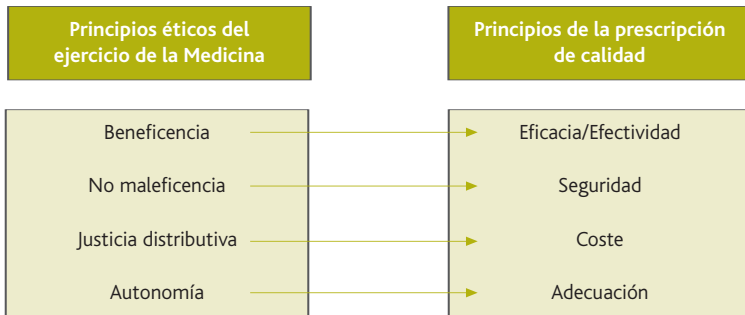 Principios éticos del
ejercicio de la Medicina
Principios de la prescripción
de calidad
Beneficencia
Eficacia/Efectividad
No maleficencia
Seguridad
Justicia distributiva
Coste
Autonomía
Adecuación